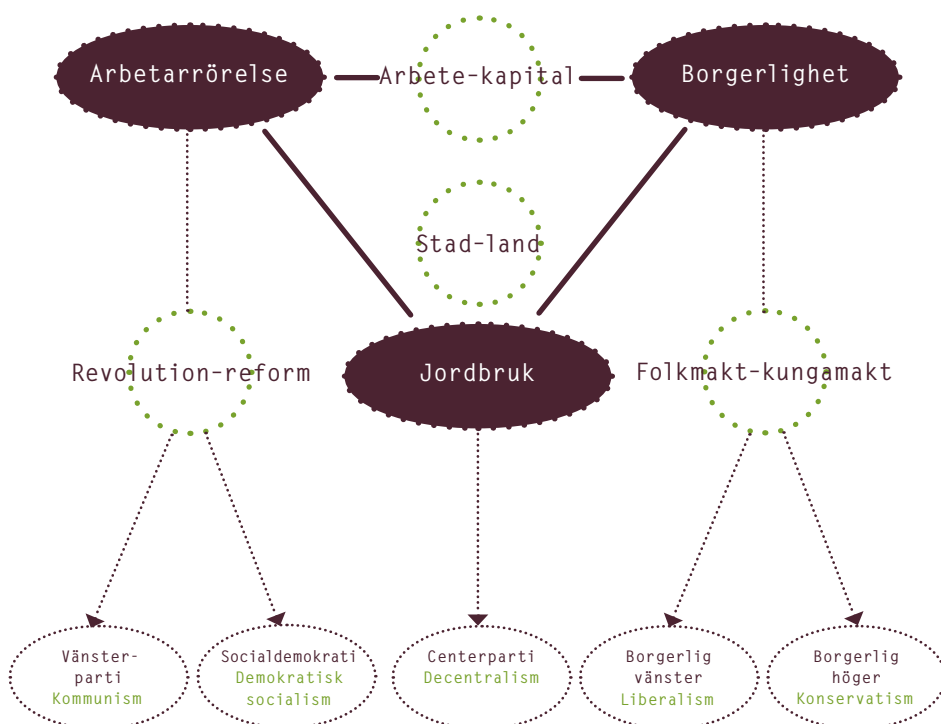 Arbetarrörelse
Arbete-kapital
Borgerlighet
Stad-land
Revolution-reform
Jordbruk
Folkmakt-kungamakt
Vänster-
parti
Kommunism
Socialdemokrati
Demokratisk
socialism
Centerparti
Decentralism
Borgerlig
vänster
Liberalism
Borgerlig
höger
Konservatism